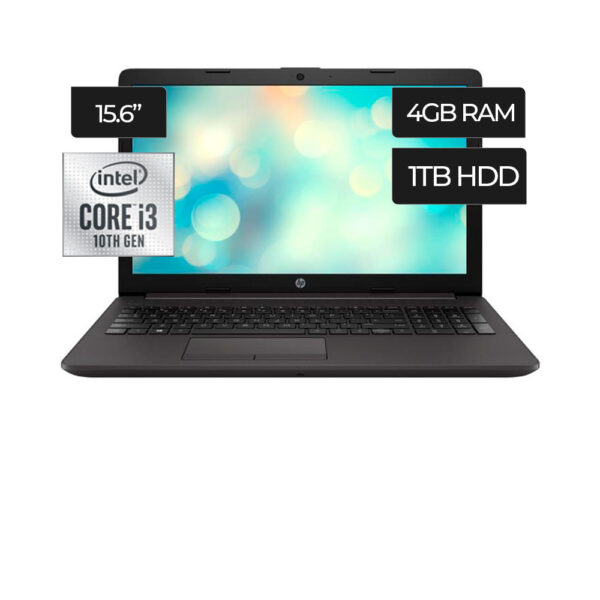 15.6”
4GB RAM
1TB HDD
intel
CORE i3
10TH GEN
hp